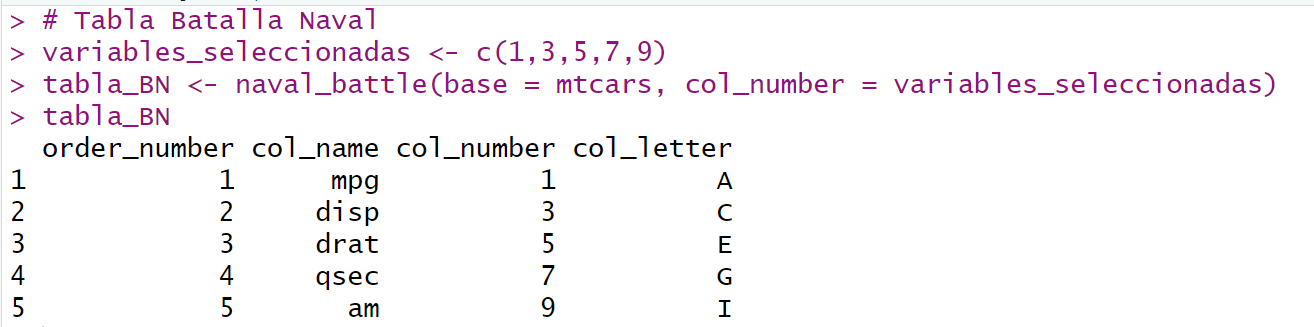 > # Tabla Batalla Naval
> variables_seleccionadas <- c(1,3,5,7,9)
> tabla_BN <- naval_battle(base = mtcars, col_number = variables_seleccionadas)
> tabla_BN
  order_number col_name col_number col_letter
1            1      mpg          1          A
2            2     disp          3          C
3            3     drat          5          E
4            4     qsec          7          G
5            5       am          9          I